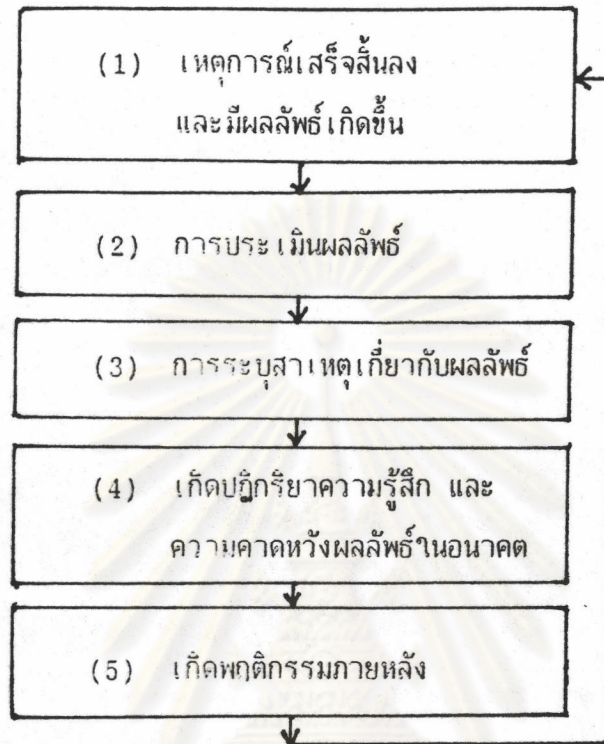 (1) เหตุการณ์เสร็จสิ้นลง
และมีผลลัพธ์เกิดขึ้น
(2) การประเมินผลลัพธ์
(3) การระบุสาเหตุเกี่ยวกับผลลัพธ์
(4) เกิดปฏิกริยาความรู้สึก และ
ความคาดหวังผลลัพธ์ในอนาคต
(5) เกิดพฤติกรรมภายหลัง